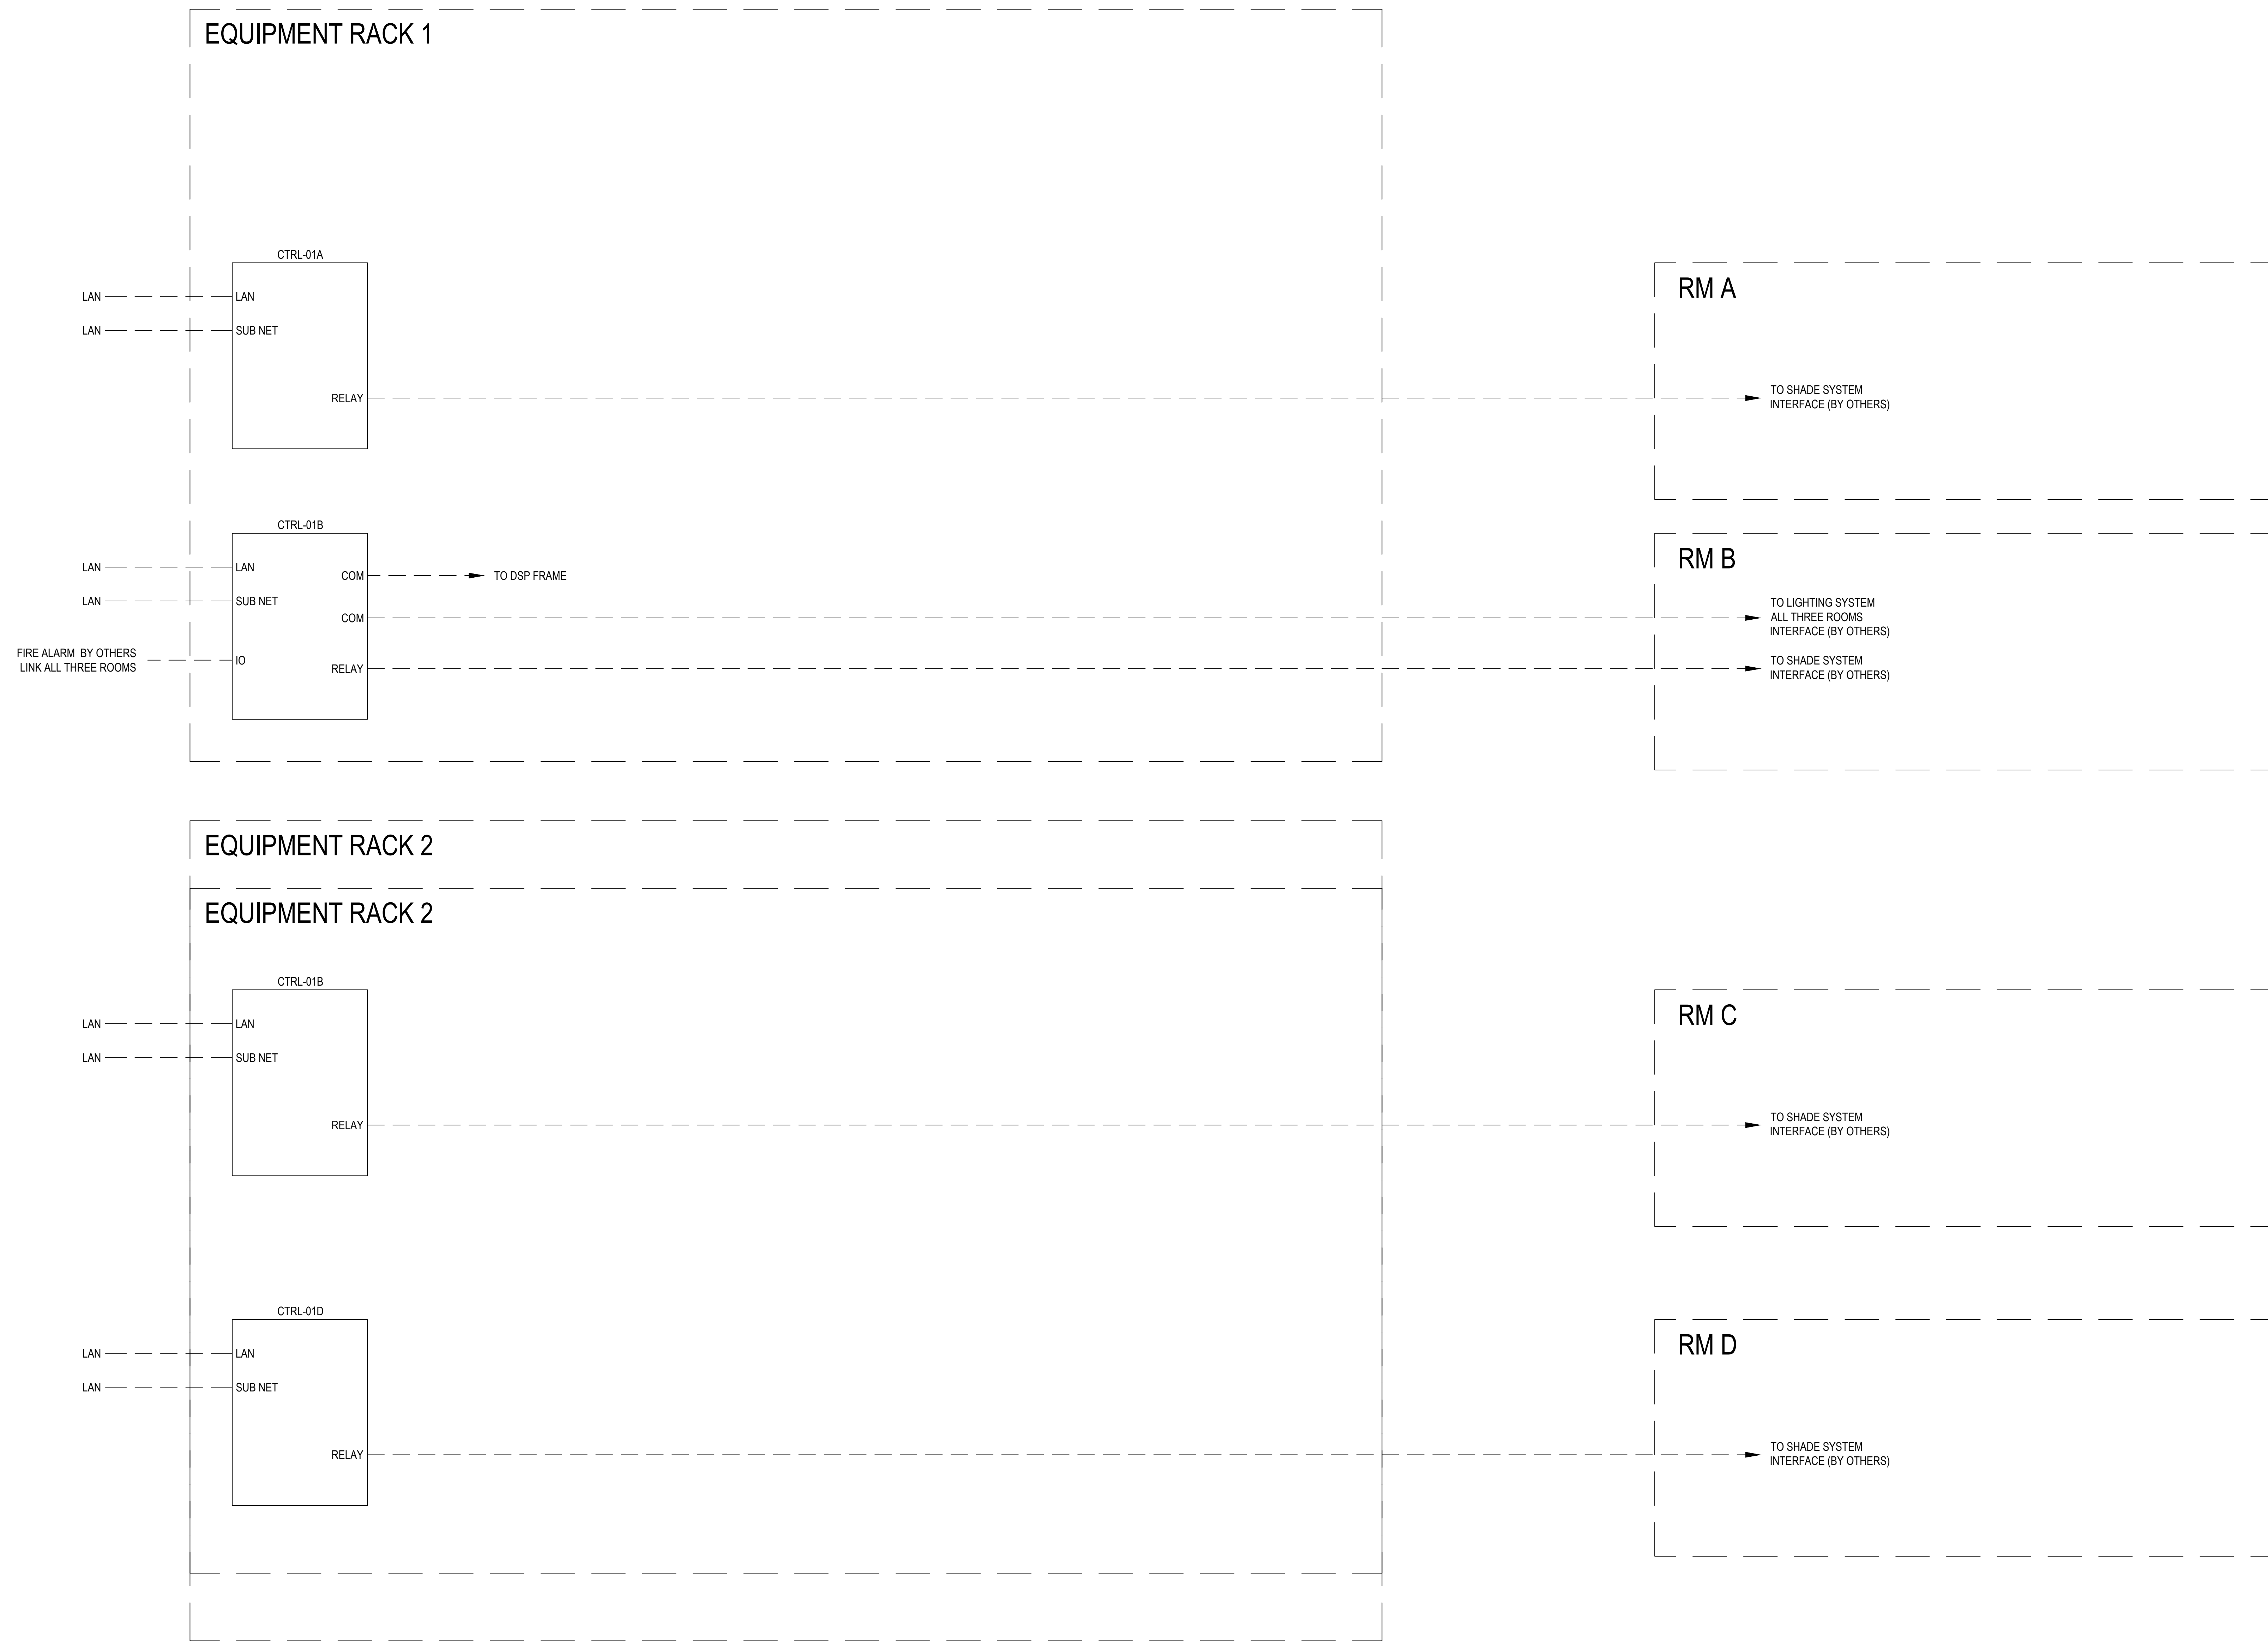 EQUIPMENT RACK 1
CTRL-01A
LAN
LAN
LAN
SUB NET
RELAY
RM A
TO SHADE SYSTEM
INTERFACE (BY OTHERS)
CTRL-01B
LAN
LAN
LAN
SUB NET
FIRE ALARM  BY OTHERS
LINK ALL THREE ROOMS
IO
COM
TO DSP FRAME
COM
RELAY
RM B
TO LIGHTING SYSTEM
ALL THREE ROOMS
INTERFACE (BY OTHERS)
TO SHADE SYSTEM
INTERFACE (BY OTHERS)
EQUIPMENT RACK 2
EQUIPMENT RACK 2
CTRL-01B
LAN
LAN
LAN
SUB NET
RELAY
RM C
TO SHADE SYSTEM
INTERFACE (BY OTHERS)
CTRL-01D
LAN
LAN
LAN
SUB NET
RELAY
RM D
TO SHADE SYSTEM
INTERFACE (BY OTHERS)